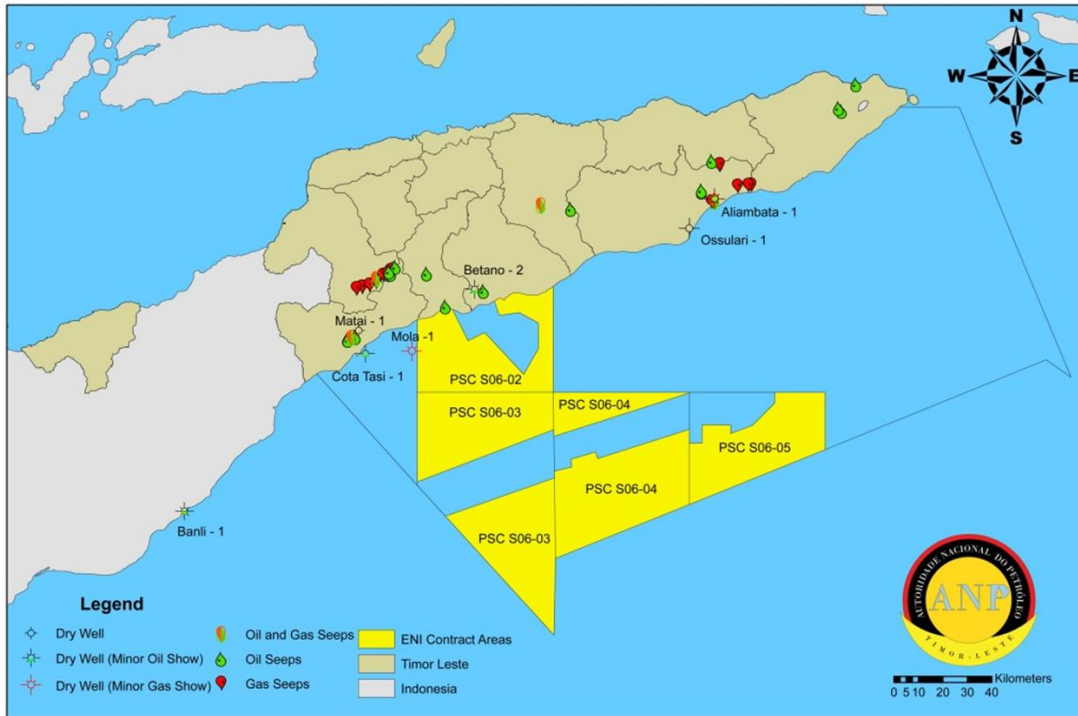 N
W
E
S
Aliambata - 1
Ossulari - 1
Betano - 2
Matai - 1
Mola -1
Cota Tasi - 1
PSC S06-02
PSC S06-03
PSC S06-04
PSC S06-05
PSC S06-04
PSC S06-03
Banli - 1
Legend
Dry Well
Dry Well (Minor Oil Show)
Dry Well (Minor Gas Show)
Oil and Gas Seeps
Oil Seeps
Gas Seeps
ENI Contract Areas
Timor Leste
Indonesia
AUTORIDADE NACIONAL DO PETRÓLEO
ANP
TIMOR-LESTE
Kilometers
0 5 10 20 30 40